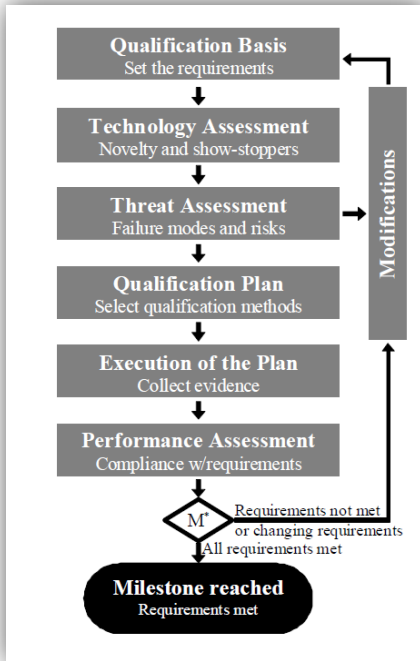 Qualification Basis
Set the requirements
Technology Assessment
Novelty and show-stoppers
Threat Assessment
Failure modes and risks
Modifications
Qualification Plan
Select qualification methods
Execution of the Plan
Collect evidence
Performance Assessment
Compliance w/requirements
M*
Requirements not met
or changing requirements
All requirements met
Milestone reached
Requirements met